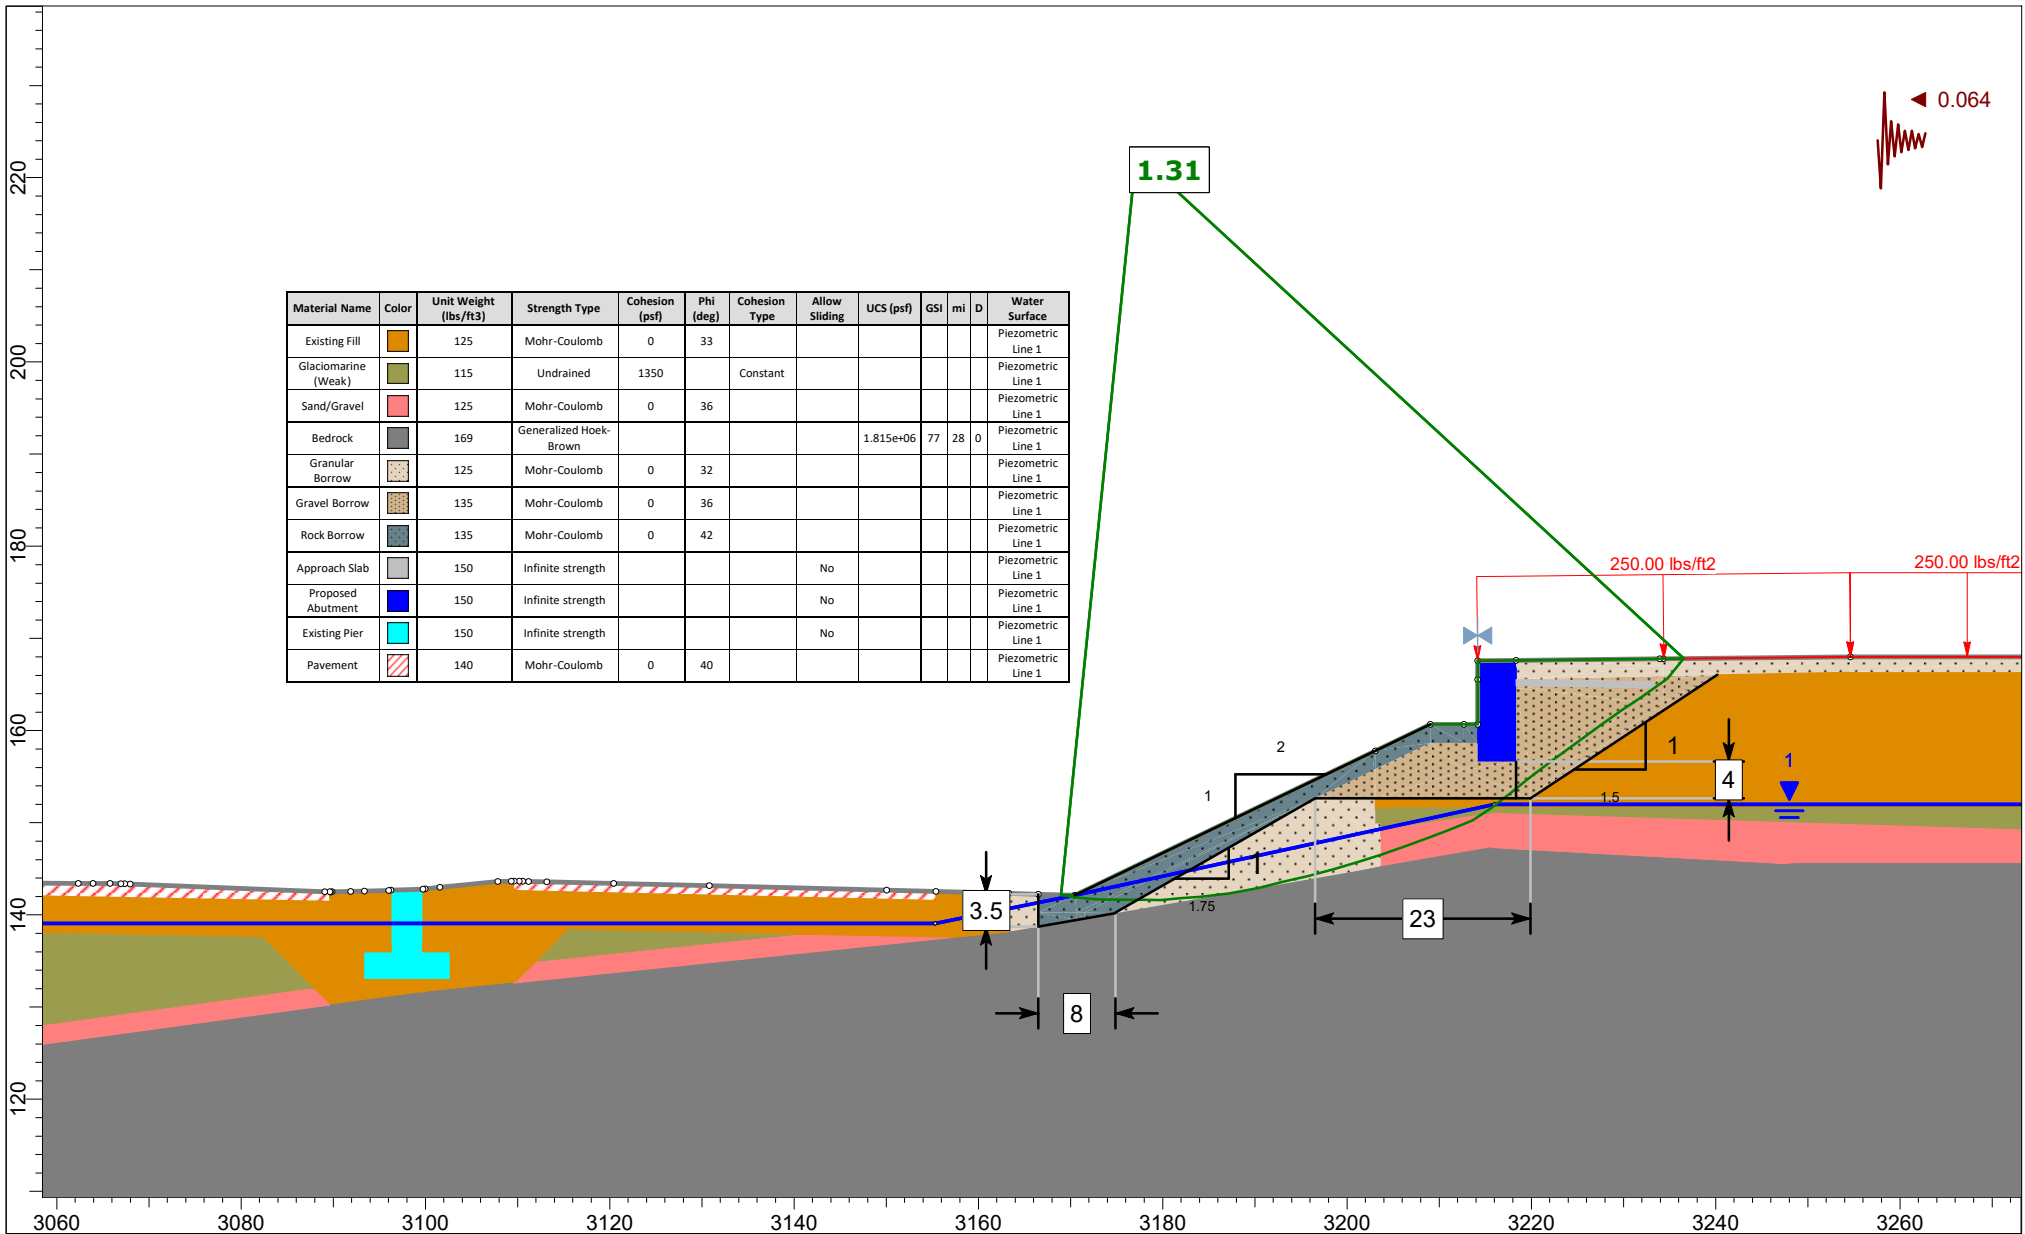 0.064
220
1.31
Material Name Color Unit Weight (lbs/ft3) Strength Type Cohesion (psf) Phi (deg) Cohesion Type Allow Sliding UCS (psf) GSI mi D Water Surface
Existing Fill 125 Mohr-Coulomb 0 33 Piezometric Line 1
Glaciomarine (Weak) 115 Undrained 1350 Constant Piezometric Line 1
Sand/Gravel 125 Mohr-Coulomb 0 36 Piezometric Line 1
Bedrock 169 Generalized Hoek-Brown 1.815e+06 77 28 0 Piezometric Line 1
Granular Borrow 125 Mohr-Coulomb 0 32 Piezometric Line 1
Gravel Borrow 135 Mohr-Coulomb 0 36 Piezometric Line 1
Rock Borrow 135 Mohr-Coulomb 0 42 Piezometric Line 1
Approach Slab 150 Infinite strength No Piezometric Line 1
Proposed Abutment 150 Infinite strength No Piezometric Line 1
Existing Pier 150 Infinite strength No Piezometric Line 1
Pavement 140 Mohr-Coulomb 0 40 Piezometric Line 1
200
180
250.00 lbs/ft2 250.00 lbs/ft2
160
2
1
1
1
4
1.5
1
1
1.75
140
3.5
23
8
120
3060 3080 3100 3120 3140 3160 3180 3200 3220 3240 3260